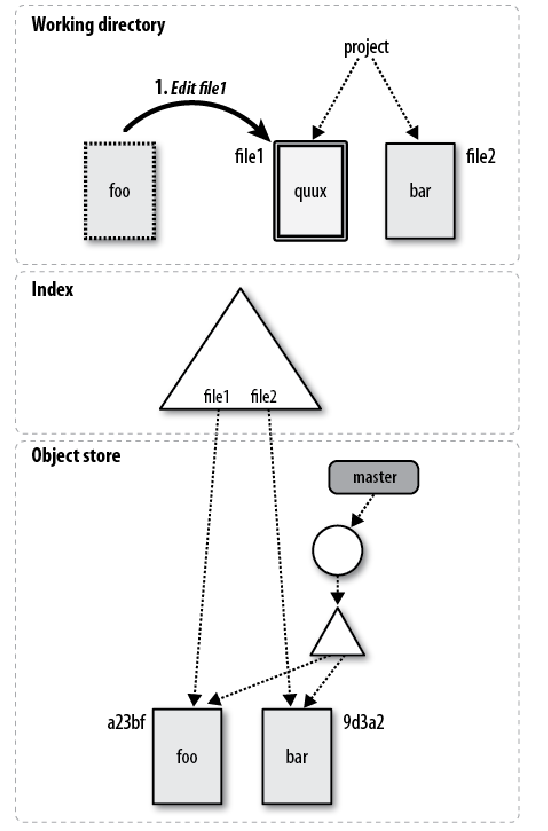 Working directory
project
1. Edit file1
file1
file2
foo
quux
bar
Index
file1 file2
Object store
master
a23bf
9d3a2
foo
bar